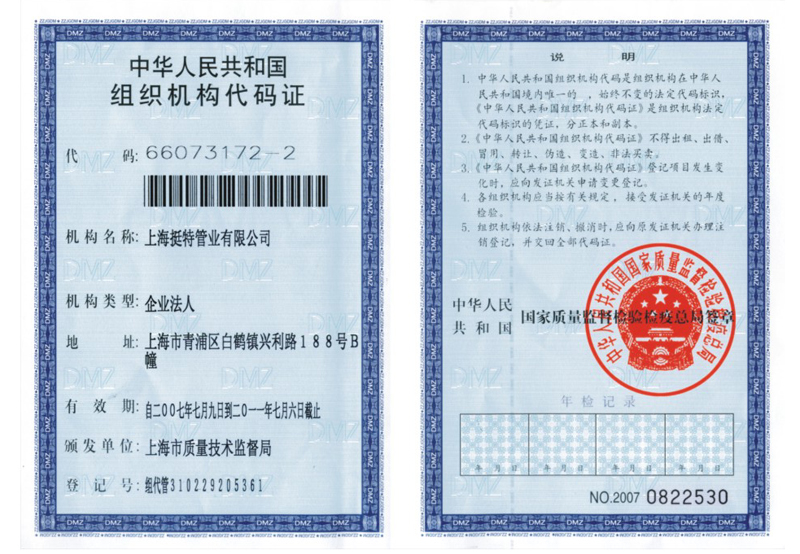 中华人民共和国
组织机构代码证
代 码: 66073172-2
机构名称: 上海挺特管业有限公司
机构类型: 企业法人
地 址: 上海市青浦区白鹤镇兴利路188号B
幢
有 效 期: 自二00七年七月九日到二0一一年七月六日截止
颁发单位: 上海市质量技术监督局
登 记 号: 组代管310229205361
说 明
1. 中华人民共和国组织机构代码是组织机构在中华人
民共和国境内唯一的、始终不变的法定代码标识,
《中华人民共和国组织机构代码证》是组织机构法定
代码标识的凭证，分正本和副本。
2.《中华人民共和国组织机构代码证》不得出租、出借、
冒用、转让、伪造、变造、非法买卖。
3.《中华人民共和国组织机构代码证》登记项目发生变
化时、应向发证机关申请变更登记。
4. 各组织机构应当按有关规定，接受发证机关的年度
检验。
5. 组织机构依法注销、撤消时，应向原发证机关办理注
销登记，并交回全部代码证。
中华人民
共和国 国家质量监督检验检疫总局签章
中华人民共和国国家质量监督检验检疫总局
年检记录
年 月 日 年 月 日 年 月 日 年 月 日
NO.2007 0822530
DMZ